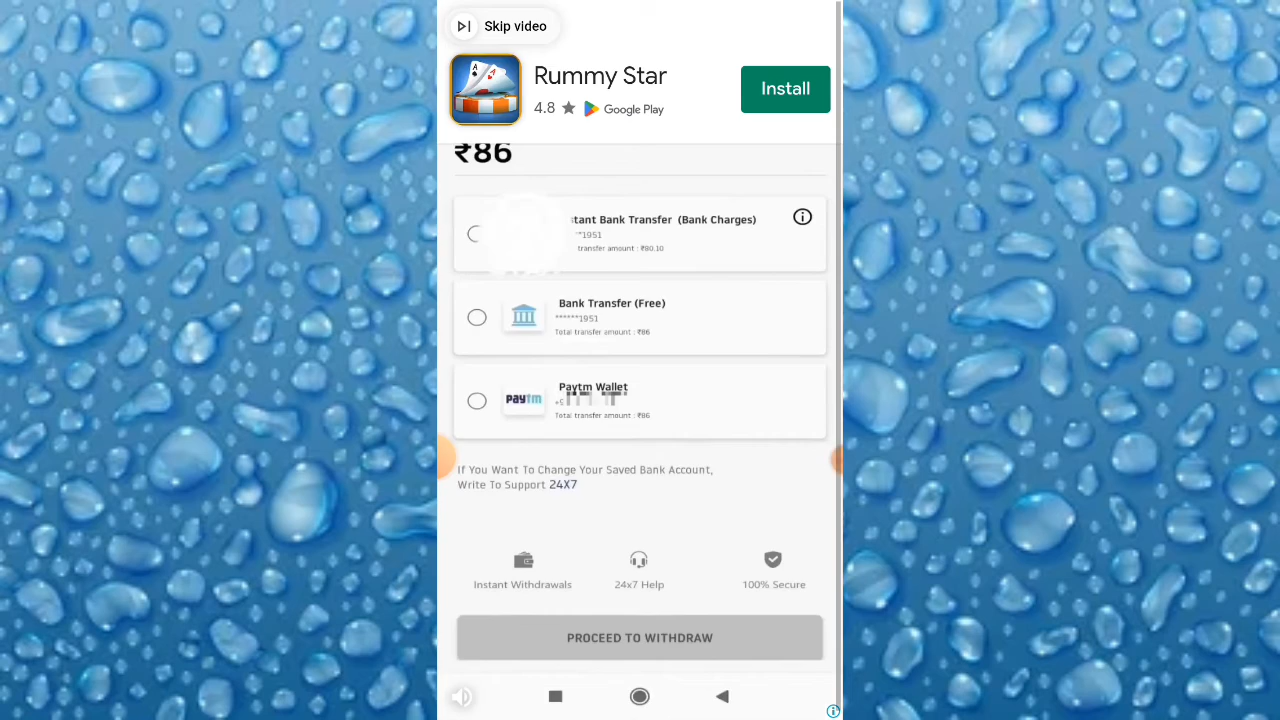 Skip video
Rummy Star
4.8 ★ Google Play
Install
₹86
Bank Transfer (Bank Charges)
**1951
transfer amount : ₹80.10
Bank Transfer (Free)
******1951
Total transfer amount : ₹86
paytm
Paytm Wallet
Total transfer amount : ₹86
If You Want To Change Your Saved Bank Account,
Write To Support 24X7
Instant Withdrawals
24x7 Help
100% Secure
PROCEED TO WITHDRAW